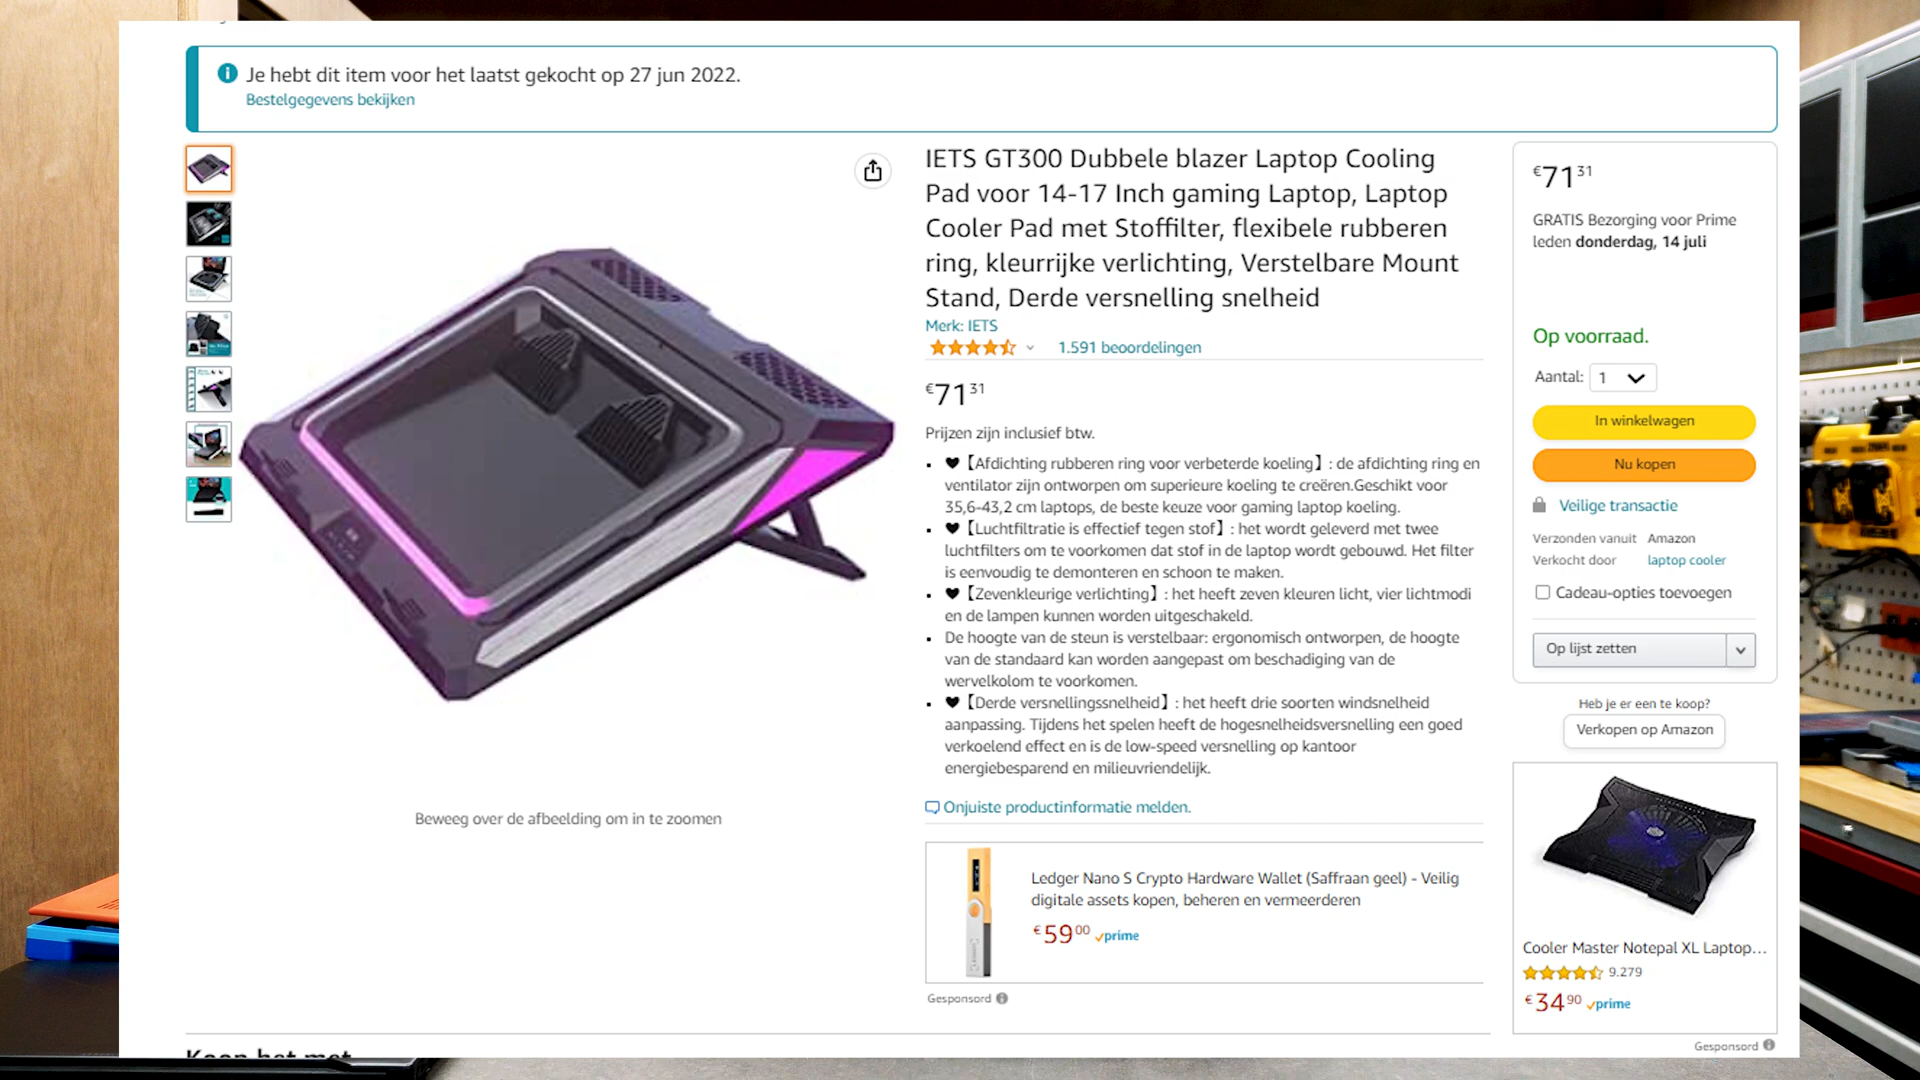 Je hebt dit item voor het laatst gekocht op 27 jun 2022.
Bestelgegevens bekijken
IETS GT300 Dubbele blazer Laptop Cooling
Pad voor 14-17 Inch gaming Laptop, Laptop
Cooler Pad met Stoffilter, flexibele rubberen
ring, kleurrijke verlichting, Verstelbare Mount
Stand, Derde versnelling snelheid
Merk: IETS
1.591 beoordelingen
€71 31
Prijzen zijn inclusief btw.
• ♥【Afdichting rubberen ring voor verbeterde koeling】: de afdichting ring en
ventilator zijn ontworpen om superieure koeling te creëren.Geschikt voor
35,6-43,2 cm laptops, de beste keuze voor gaming laptop koeling.
• ♥【Luchtfiltratie is effectief tegen stof】: het wordt geleverd met twee
luchtfilters om te voorkomen dat stof in de laptop wordt gebouwd. Het filter
is eenvoudig te demonteren en schoon te maken.
• ♥【Zevenkleurige verlichting】: het heeft zeven kleuren licht, vier lichtmodi
en de lampen kunnen worden uitgeschakeld.
• De hoogte van de steun is verstelbaar: ergonomisch ontworpen, de hoogte
van de standaard kan worden aangepast om beschadiging van de
wervelkolom te voorkomen.
• ♥【Derde versnellingssnelheid】: het heeft drie soorten windsnelheid
aanpassing. Tijdens het spelen heeft de hogesnelheidsversnelling een goed
verkoelend effect en is de low-speed versnelling op kantoor
energiebesparend en milieuvriendelijk.
Onjuiste productinformatie melden.
Beweeg over de afbeelding om in te zoomen
Ledger Nano S Crypto Hardware Wallet (Saffraan geel) - Veilig
digitale assets kopen, beheren en vermeerderen
€59 00 prime
Gesponsord
€71 31
GRATIS Bezorging voor Prime
leden donderdag, 14 juli
Op voorraad.
Aantal: 1
In winkelwagen
Nu kopen
Veilige transactie
Verzonden vanuit Amazon
Verkocht door laptop cooler
Cadeau-opties toevoegen
Op lijst zetten
Heb je er een te koop?
Verkopen op Amazon
Cooler Master Notepal XL Laptop...
9.279
€34 90 prime
Gesponsord
Koop het met